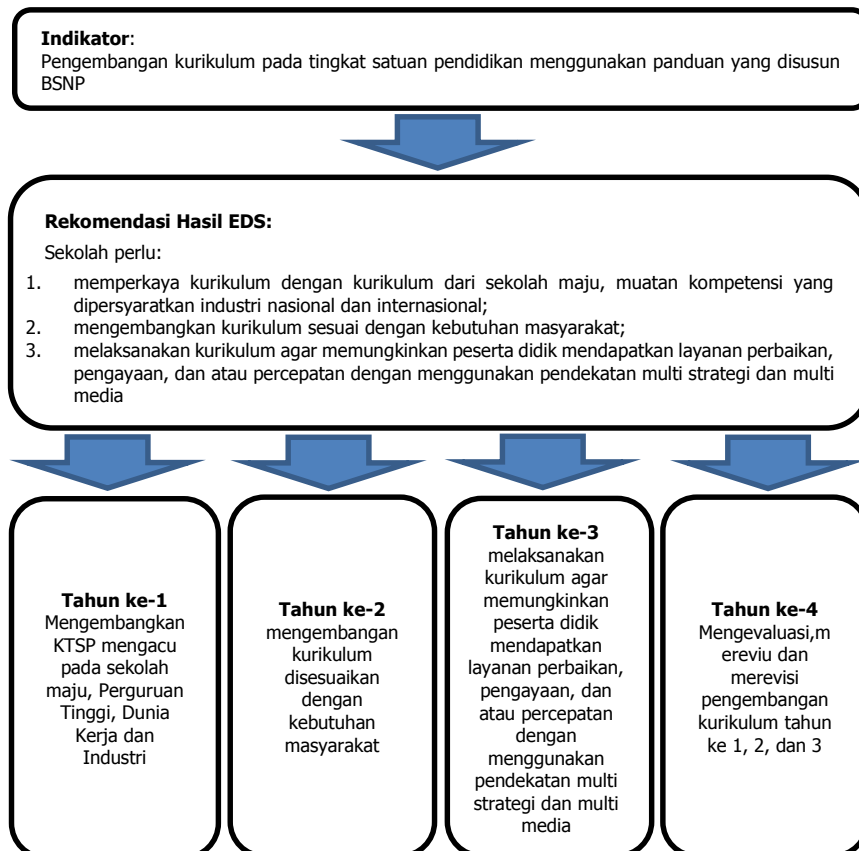 Indikator:
Pengembangan kurikulum pada tingkat satuan pendidikan menggunakan panduan yang disusun
BSNP
Rekomendasi Hasil EDS:
Sekolah perlu:
1. memperkaya kurikulum dengan kurikulum dari sekolah maju, muatan kompetensi yang
dipersyaratkan industri nasional dan internasional;
2. mengembangkan kurikulum sesuai dengan kebutuhan masyarakat;
3. melaksanakan kurikulum agar memungkinkan peserta didik mendapatkan layanan perbaikan,
pengayaan, dan atau percepatan dengan menggunakan pendekatan multi strategi dan multi
media
Tahun ke-1
Mengembangkan
KTSP mengacu
pada sekolah
maju, Perguruan
Tinggi, Dunia
Kerja dan
Industri
Tahun ke-2
mengembangan
kurikulum
disesuaikan
dengan
kebutuhan
masyarakat
Tahun ke-3
melaksanakan
kurikulum agar
memungkinkan
peserta didik
mendapatkan
layanan perbaikan,
pengayaan, dan
atau percepatan
dengan
menggunakan
pendekatan multi
strategi dan multi
media
Tahun ke-4
Mengevaluasi,m
ereviu dan
merevisi
pengembangan
kurikulum tahun
ke 1, 2, dan 3